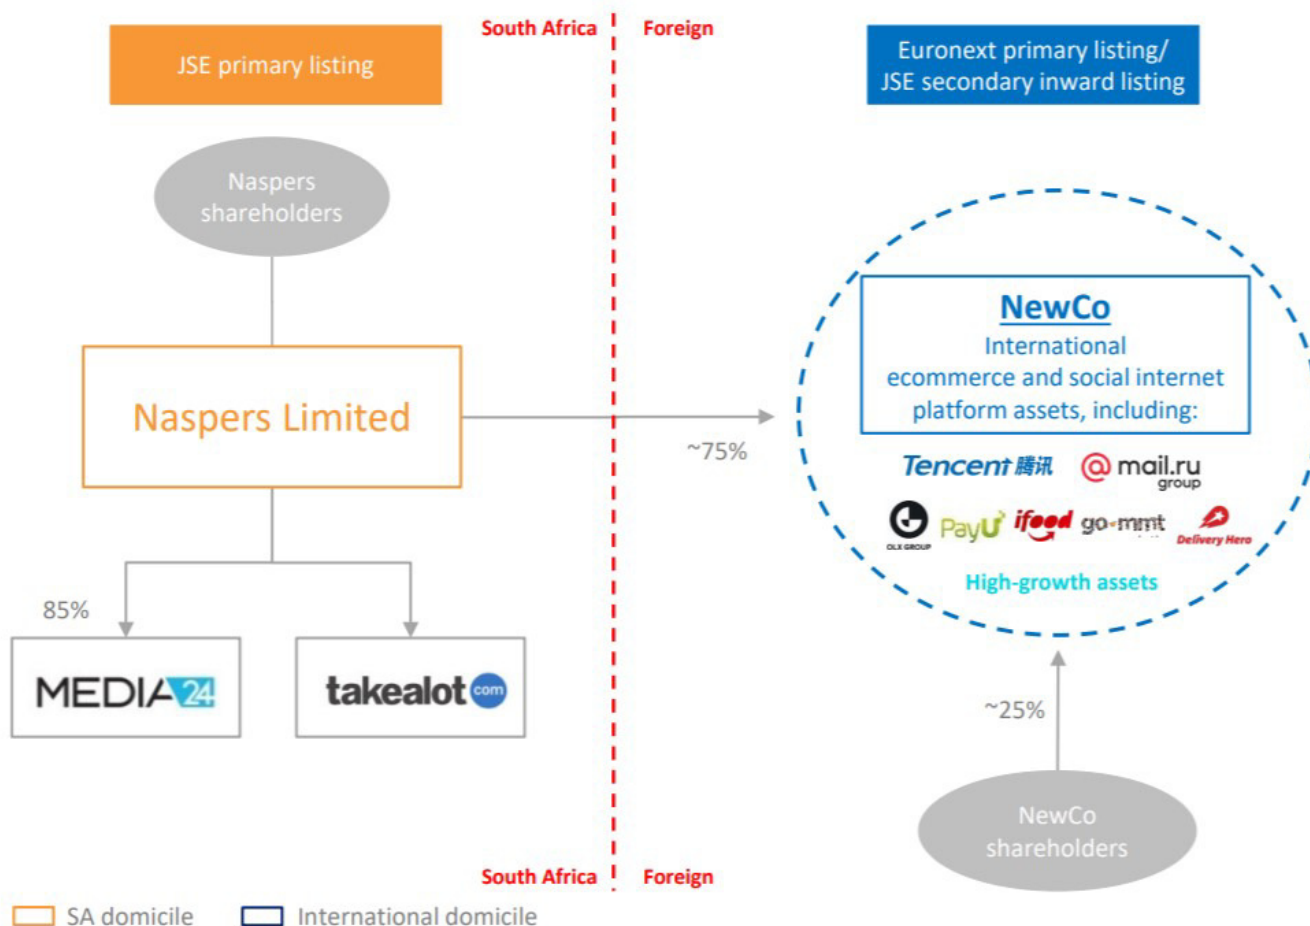 South Africa
Foreign
JSE primary listing
Euronext primary listing/
JSE secondary inward listing
Naspers
shareholders
NewCo
International
ecommerce and social internet
platform assets, including:
Naspers Limited
~75%
Tencent 腾讯
@ mail.ru
group
OLX GROUP
PayU
ifood
go-mmt
Delivery Hero
High-growth assets
85%
MEDIA24
takealot com
~25%
NewCo
shareholders
South Africa
Foreign
SA domicile
International domicile